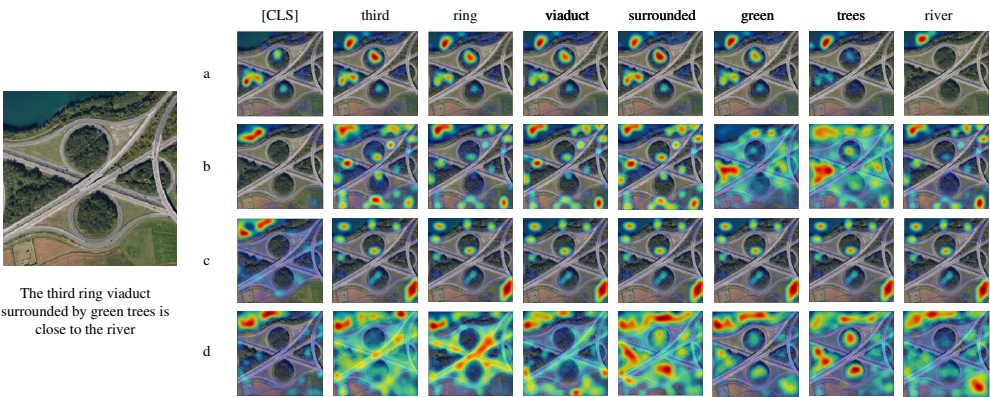 [CLS] third ring viaduct surrounded green trees river
a
b
c
d
The third ring viaduct
surrounded by green trees is
close to the river